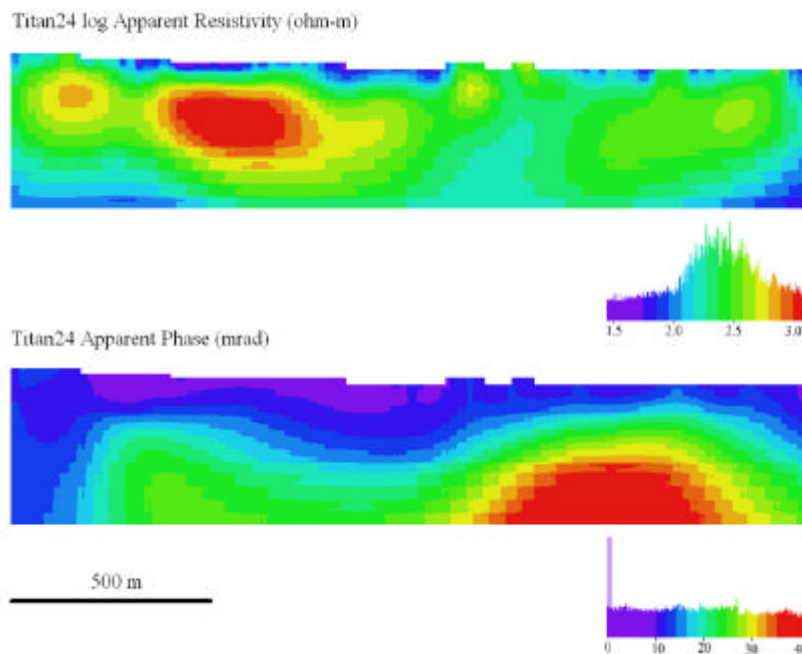 Titan24 log Apparent Resistivity (ohm-m)
1.5 2.0 2.5 3.0
Titan24 Apparent Phase (mrad)
500 m
0 10 20 30 40